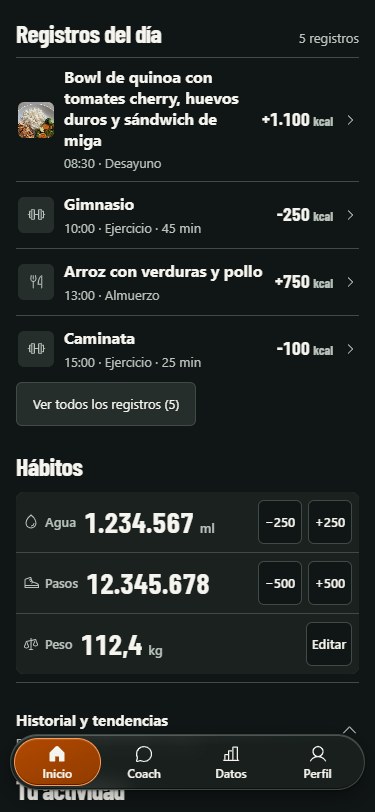 Registros del día
5 registros
Bowl de quinoa con
tomates cherry, huevos
duros y sándwich de
miga
+1.100 kcal
08:30 · Desayuno
Gimnasio
-250 kcal
10:00 · Ejercicio · 45 min
Arroz con verduras y pollo
+750 kcal
13:00 · Almuerzo
Caminata
-100 kcal
15:00 · Ejercicio · 25 min
Ver todos los registros (5)
Hábitos
Agua 1.234.567 ml
−250
+250
Pasos 12.345.678
−500
+500
Peso 112,4 kg
Editar
Historial y tendencias
Inicio
Coach
Datos
Perfil
Tu actividad